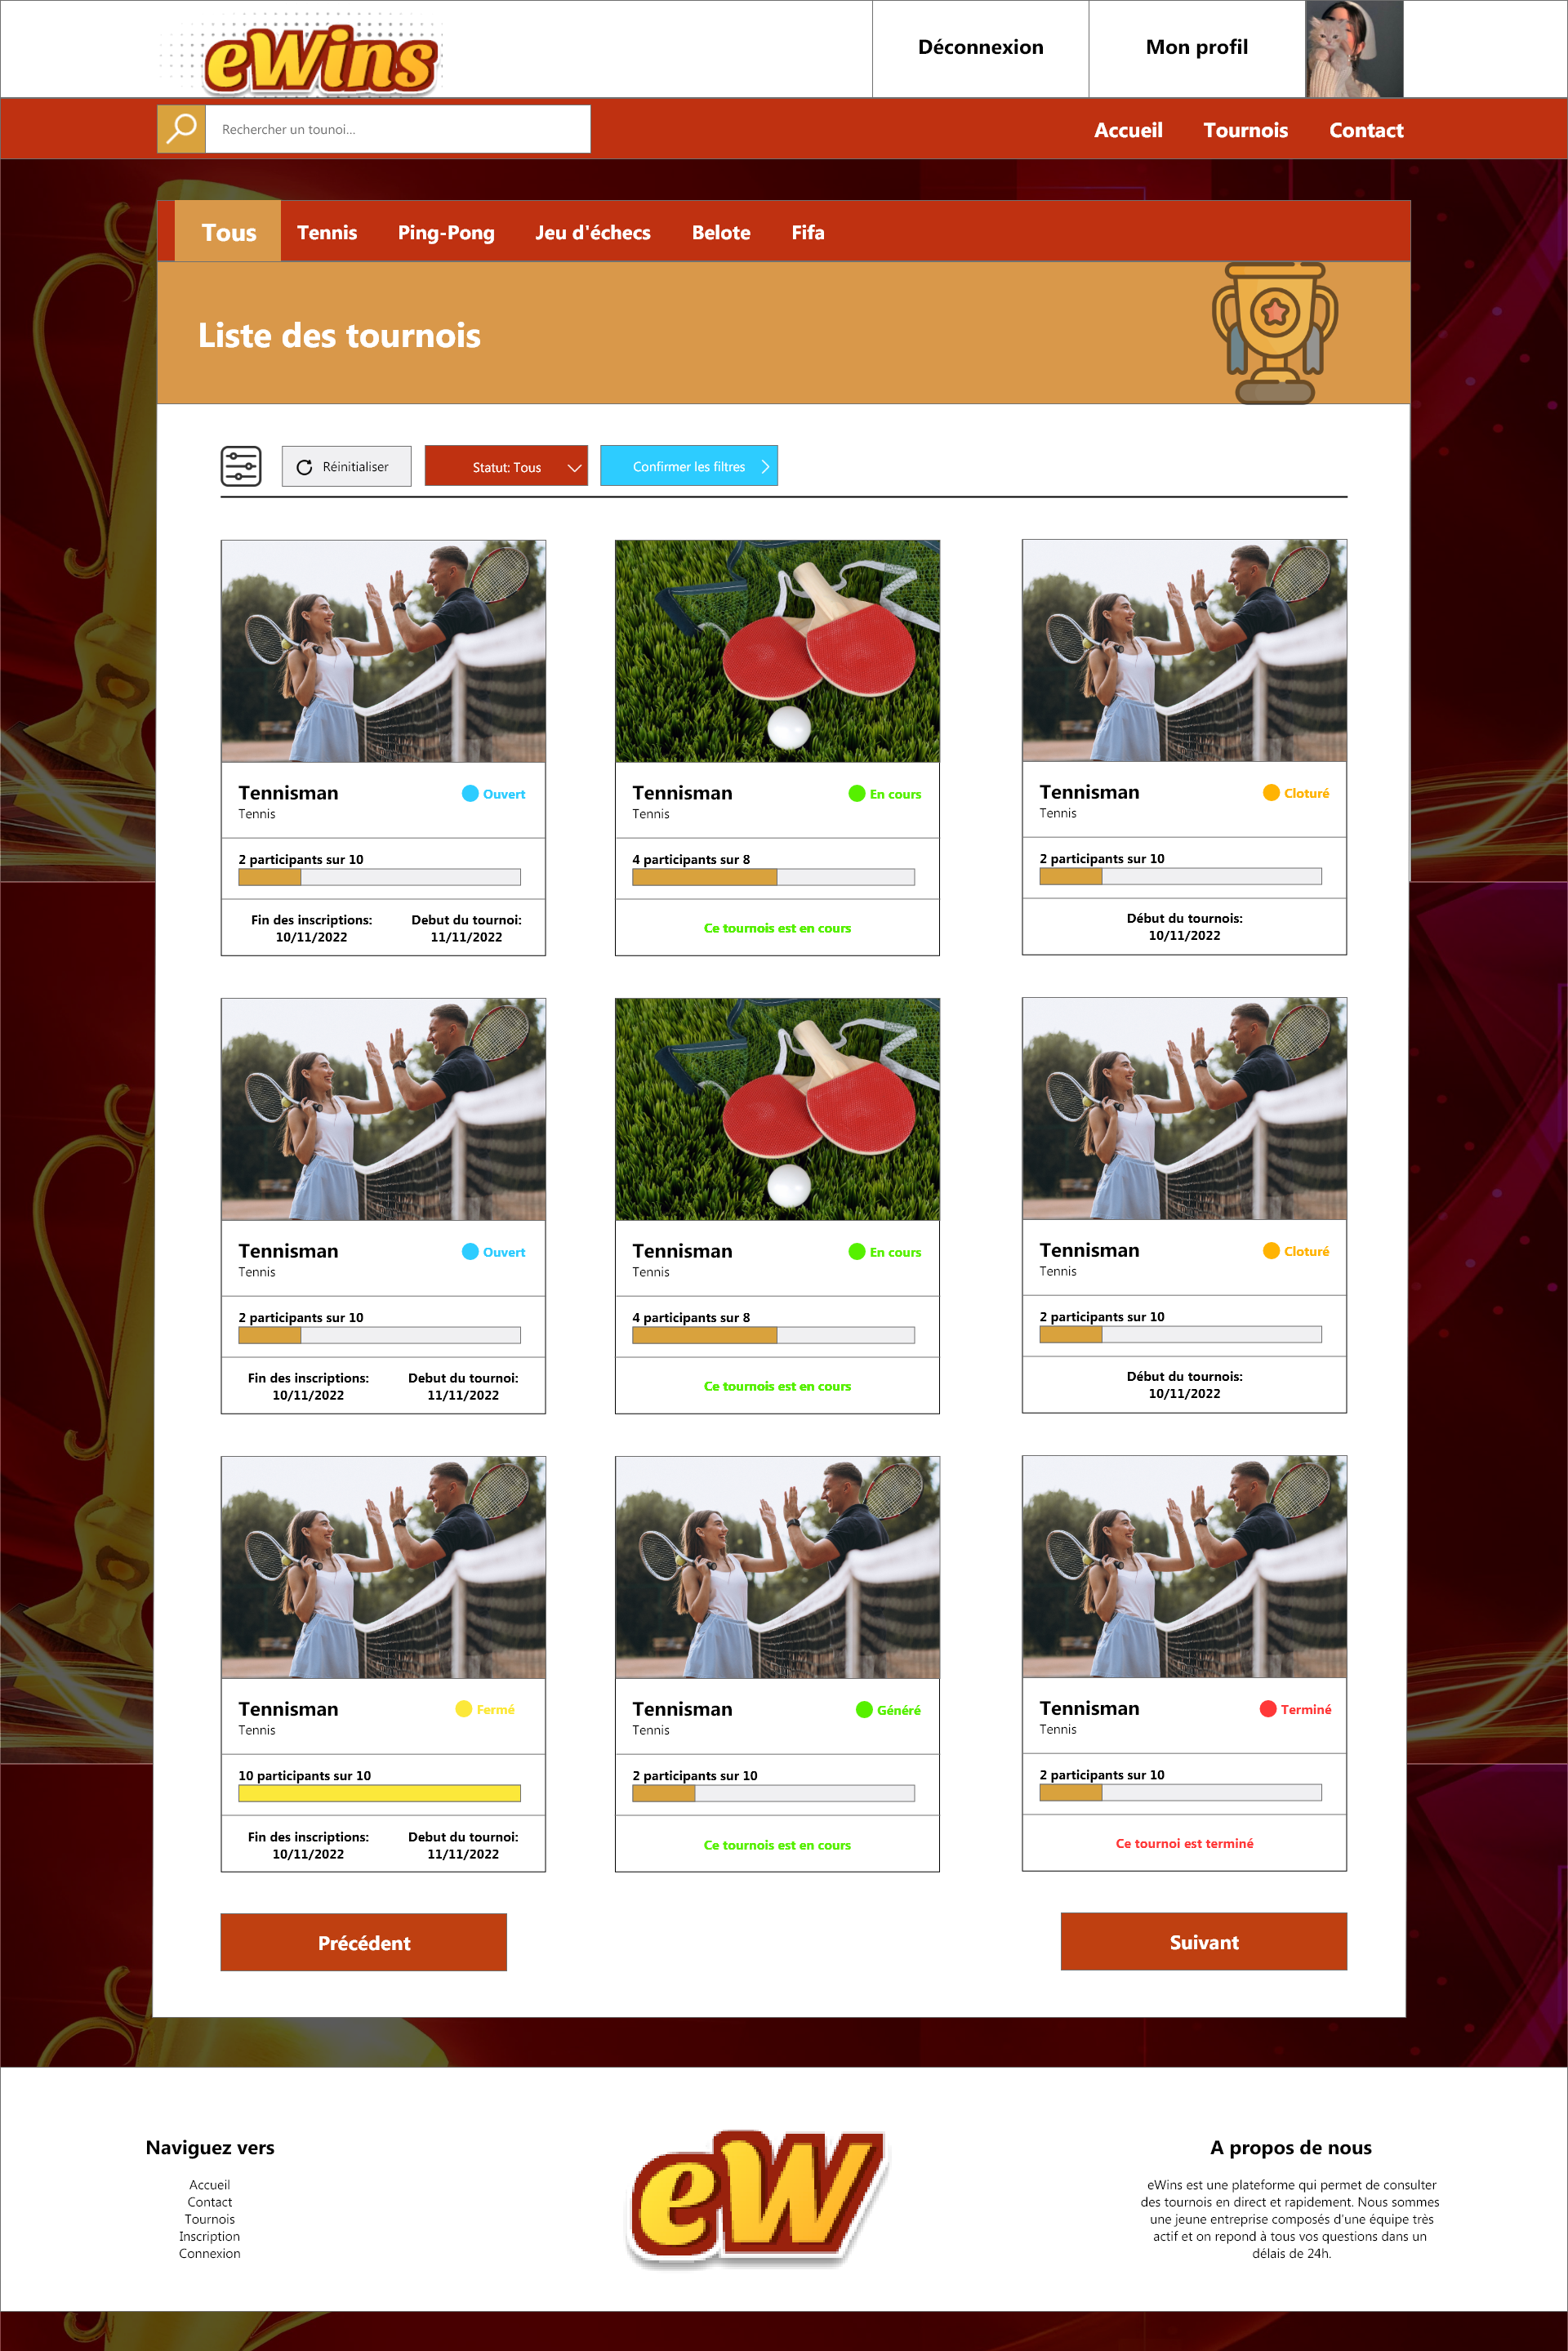 eWins
Déconnexion
Mon profil
Rechercher un tounoi...
Accueil
Tournois
Contact
Tous
Tennis
Ping-Pong
Jeu d'échecs
Belote
Fifa
Liste des tournois
Réinitialiser
Statut: Tous
Confirmer les filtres
Tennisman
Ouvert
Tennis
2 participants sur 10
Fin des inscriptions:
10/11/2022
Debut du tournoi:
11/11/2022
Tennisman
En cours
Tennis
4 participants sur 8
Ce tournois est en cours
Tennisman
Cloturé
Tennis
2 participants sur 10
Début du tournois:
10/11/2022
Tennisman
Ouvert
Tennis
2 participants sur 10
Fin des inscriptions:
10/11/2022
Debut du tournoi:
11/11/2022
Tennisman
En cours
Tennis
4 participants sur 8
Ce tournois est en cours
Tennisman
Cloturé
Tennis
2 participants sur 10
Début du tournois:
10/11/2022
Tennisman
Fermé
Tennis
10 participants sur 10
Fin des inscriptions:
10/11/2022
Debut du tournoi:
11/11/2022
Tennisman
Généré
Tennis
2 participants sur 10
Ce tournois est en cours
Tennisman
Terminé
Tennis
2 participants sur 10
Ce tournoi est terminé
Précédent
Suivant
Naviguez vers
Accueil
Contact
Tournois
Inscription
Connexion
eW
A propos de nous
eWins est une plateforme qui permet de consulter
des tournois en direct et rapidement. Nous sommes
une jeune entreprise composés d'une équipe très
actif et on repond à tous vos questions dans un
délais de 24h.